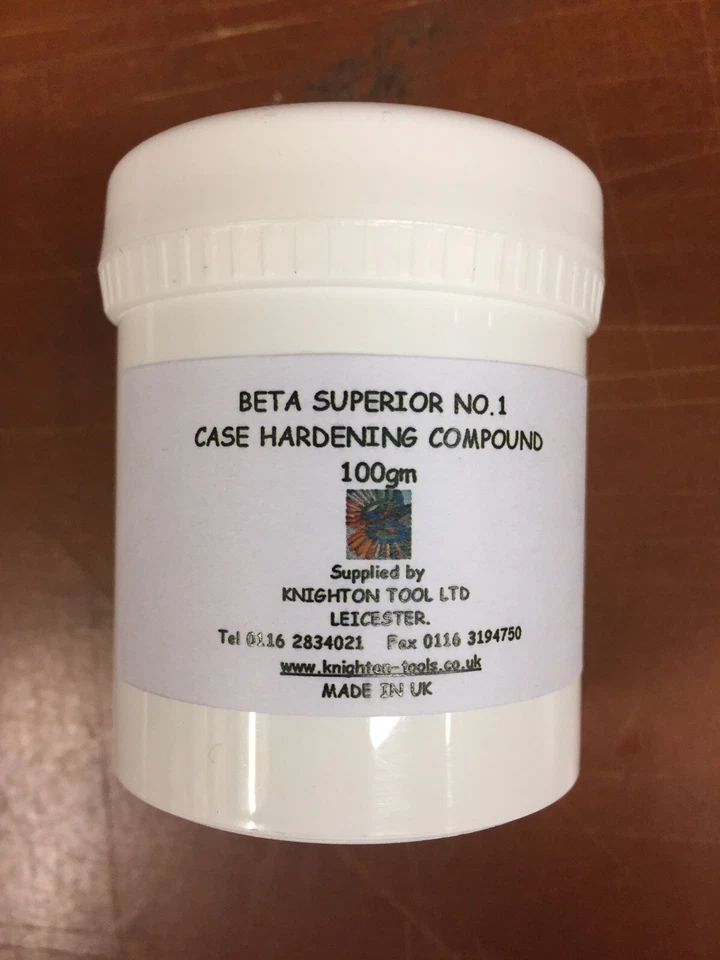 BETA SUPERIOR NO.1
CASE HARDENING COMPOUND
100gm
Supplied by
KNIGHTON TOOL LTD
LEICESTER.
Tel 0116 2834021 Fax 0116 3194750
www.knighton-tools.co.uk
MADE IN UK